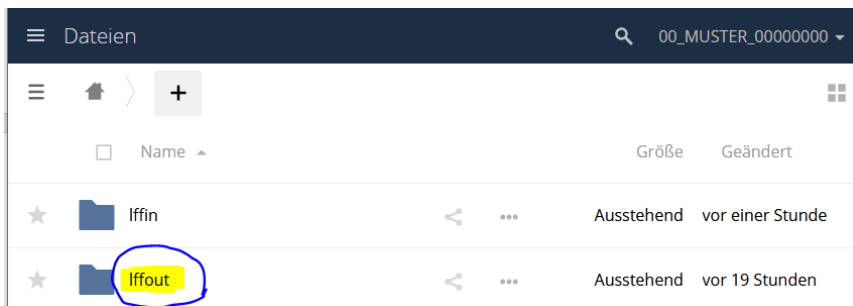 Dateien 00_MUSTER_00000000
+
Name Größe Geändert
lffin Ausstehend vor einer Stunde
lffout Ausstehend vor 19 Stunden